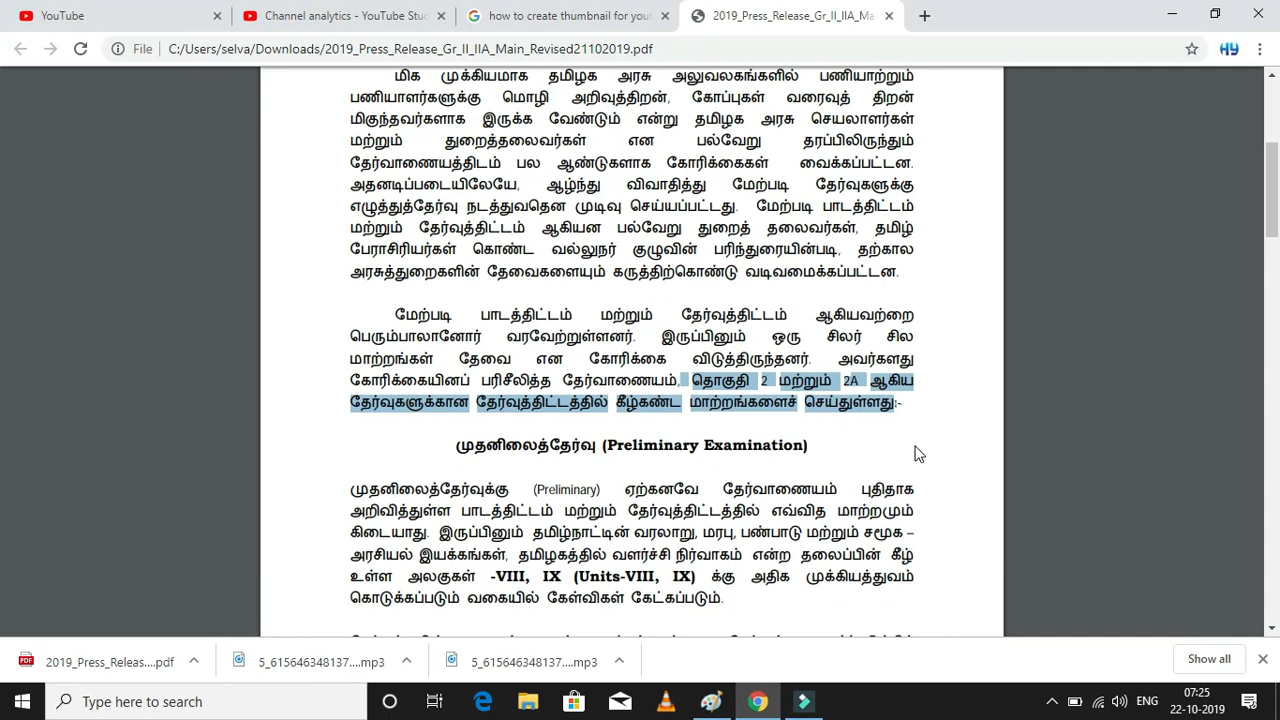 YouTube
Channel analytics - YouTube Stud
how to create thumbnail for yout
2019_Press_Release_Gr_II_IIA_Ma
File
C:/Users/selva/Downloads/2019_Press_Release_Gr_II_IIA_Main_Revised21102019.pdf
மிக முக்கியமாக தமிழக அரசு அலுவலகங்களில் பணியாற்றும்
பணியாளர்களுக்கு மொழி அறிவுத்திறன், கோப்புகள் வரைவுத் திறன்
மிகுந்தவர்களாக இருக்க வேண்டும் என்று தமிழக அரசு செயலாளர்கள்
மற்றும் துறைத்தலைவர்கள் என பல்வேறு தரப்பிலிருந்தும்
தேர்வாணையத்திடம் பல ஆண்டுகளாக கோரிக்கைகள் வைக்கப்பட்டன.
அதனடிப்படையிலேயே, ஆழ்ந்து விவாதித்து மேற்படி தேர்வுகளுக்கு
எழுத்துத்தேர்வு நடத்துவதென முடிவு செய்யப்பட்டது. மேற்படி பாடத்திட்டம்
மற்றும் தேர்வுத்திட்டம் ஆகியன பல்வேறு துறைத் தலைவர்கள், தமிழ்
பேராசிரியர்கள் கொண்ட வல்லுநர் குழுவின் பரிந்துரையின்படி, தற்கால
அரசுத்துறைகளின் தேவைகளையும் கருத்திற்கொண்டு வடிவமைக்கப்பட்டன.
மேற்படி பாடத்திட்டம் மற்றும் தேர்வுத்திட்டம் ஆகியவற்றை
பெரும்பாலானோர் வரவேற்றுள்ளனர். இருப்பினும் ஒரு சிலர் சில
மாற்றங்கள் தேவை என கோரிக்கை விடுத்திருந்தனர். அவர்களது
கோரிக்கையினப் பரிசீலித்த தேர்வாணையம், தொகுதி 2 மற்றும் 2A ஆகிய
தேர்வுகளுக்கான தேர்வுத்திட்டத்தில் கீழ்கண்ட மாற்றங்களைச் செய்துள்ளது:-
முதனிலைத்தேர்வு (Preliminary Examination)
முதனிலைத்தேர்வுக்கு (Preliminary) ஏற்கனவே தேர்வாணையம் புதிதாக
அறிவித்துள்ள பாடத்திட்டம் மற்றும் தேர்வுத்திட்டத்தில் எவ்வித மாற்றமும்
கிடையாது. இருப்பினும் தமிழ்நாட்டின் வரலாறு, மரபு, பண்பாடு மற்றும் சமூக –
அரசியல் இயக்கங்கள், தமிழகத்தில் வளர்ச்சி நிர்வாகம் என்ற தலைப்பின் கீழ்
உள்ள அலகுகள் -VIII, IX (Units-VIII, IX) க்கு அதிக முக்கியத்துவம்
கொடுக்கப்படும் வகையில் கேள்விகள் கேட்கப்படும்.
2019_Press_Releas....pdf
5_615646348137....mp3
5_615646348137....mp3
Show all
Type here to search
ENG
07:25
22-10-2019